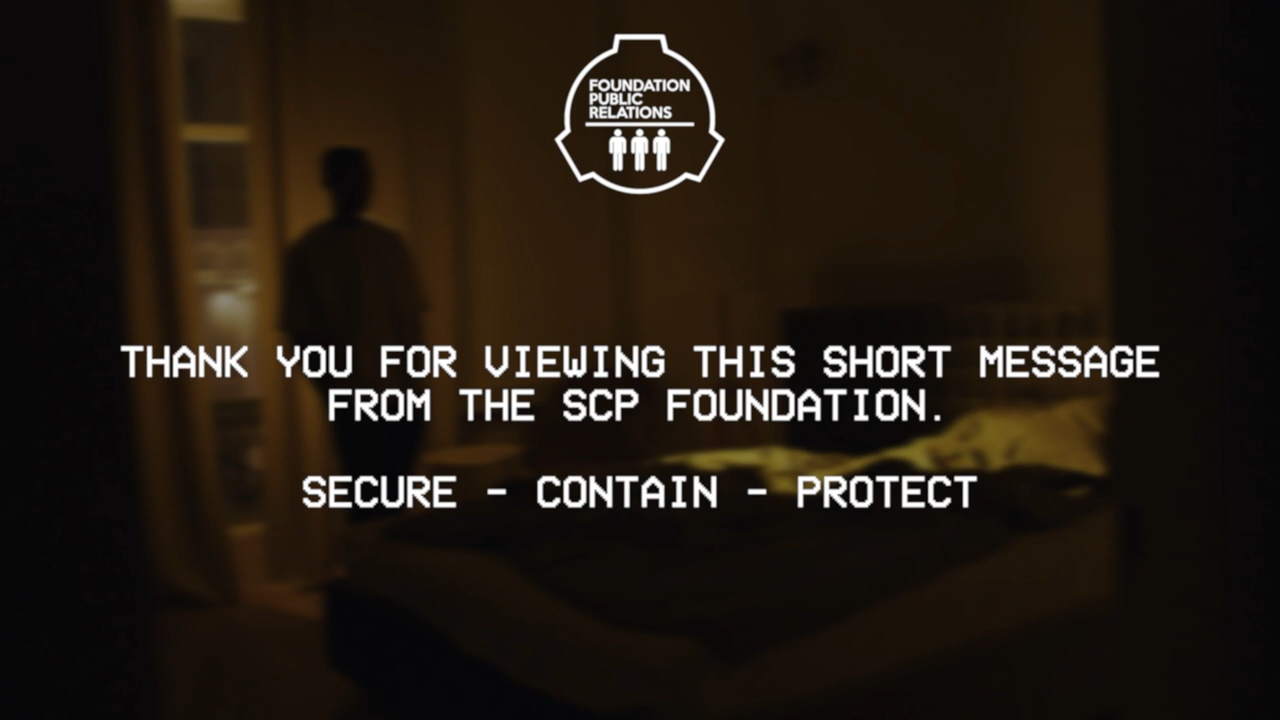 FOUNDATION
PUBLIC
RELATIONS
THANK YOU FOR VIEWING THIS SHORT MESSAGE
FROM THE SCP FOUNDATION.
SECURE - CONTAIN - PROTECT